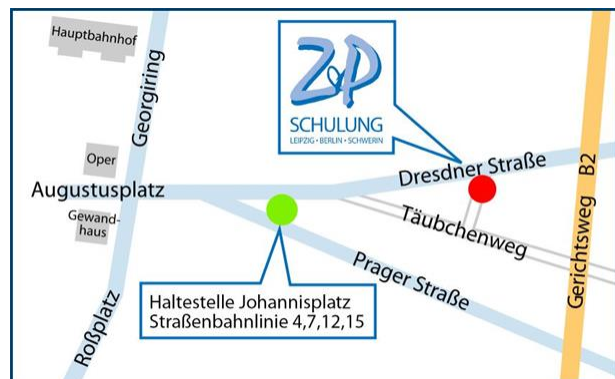 Hauptbahnhof
Georgiring
Z&P
SCHULUNG
LEIPZIG • BERLIN • SCHWERIN
Oper
Dresdner Straße
Augustusplatz
Gewand-
haus
Täubchenweg
Gerichtsweg B2
Prager Straße
Haltestelle Johannisplatz
Straßenbahnlinie 4,7,12,15
Roßplatz